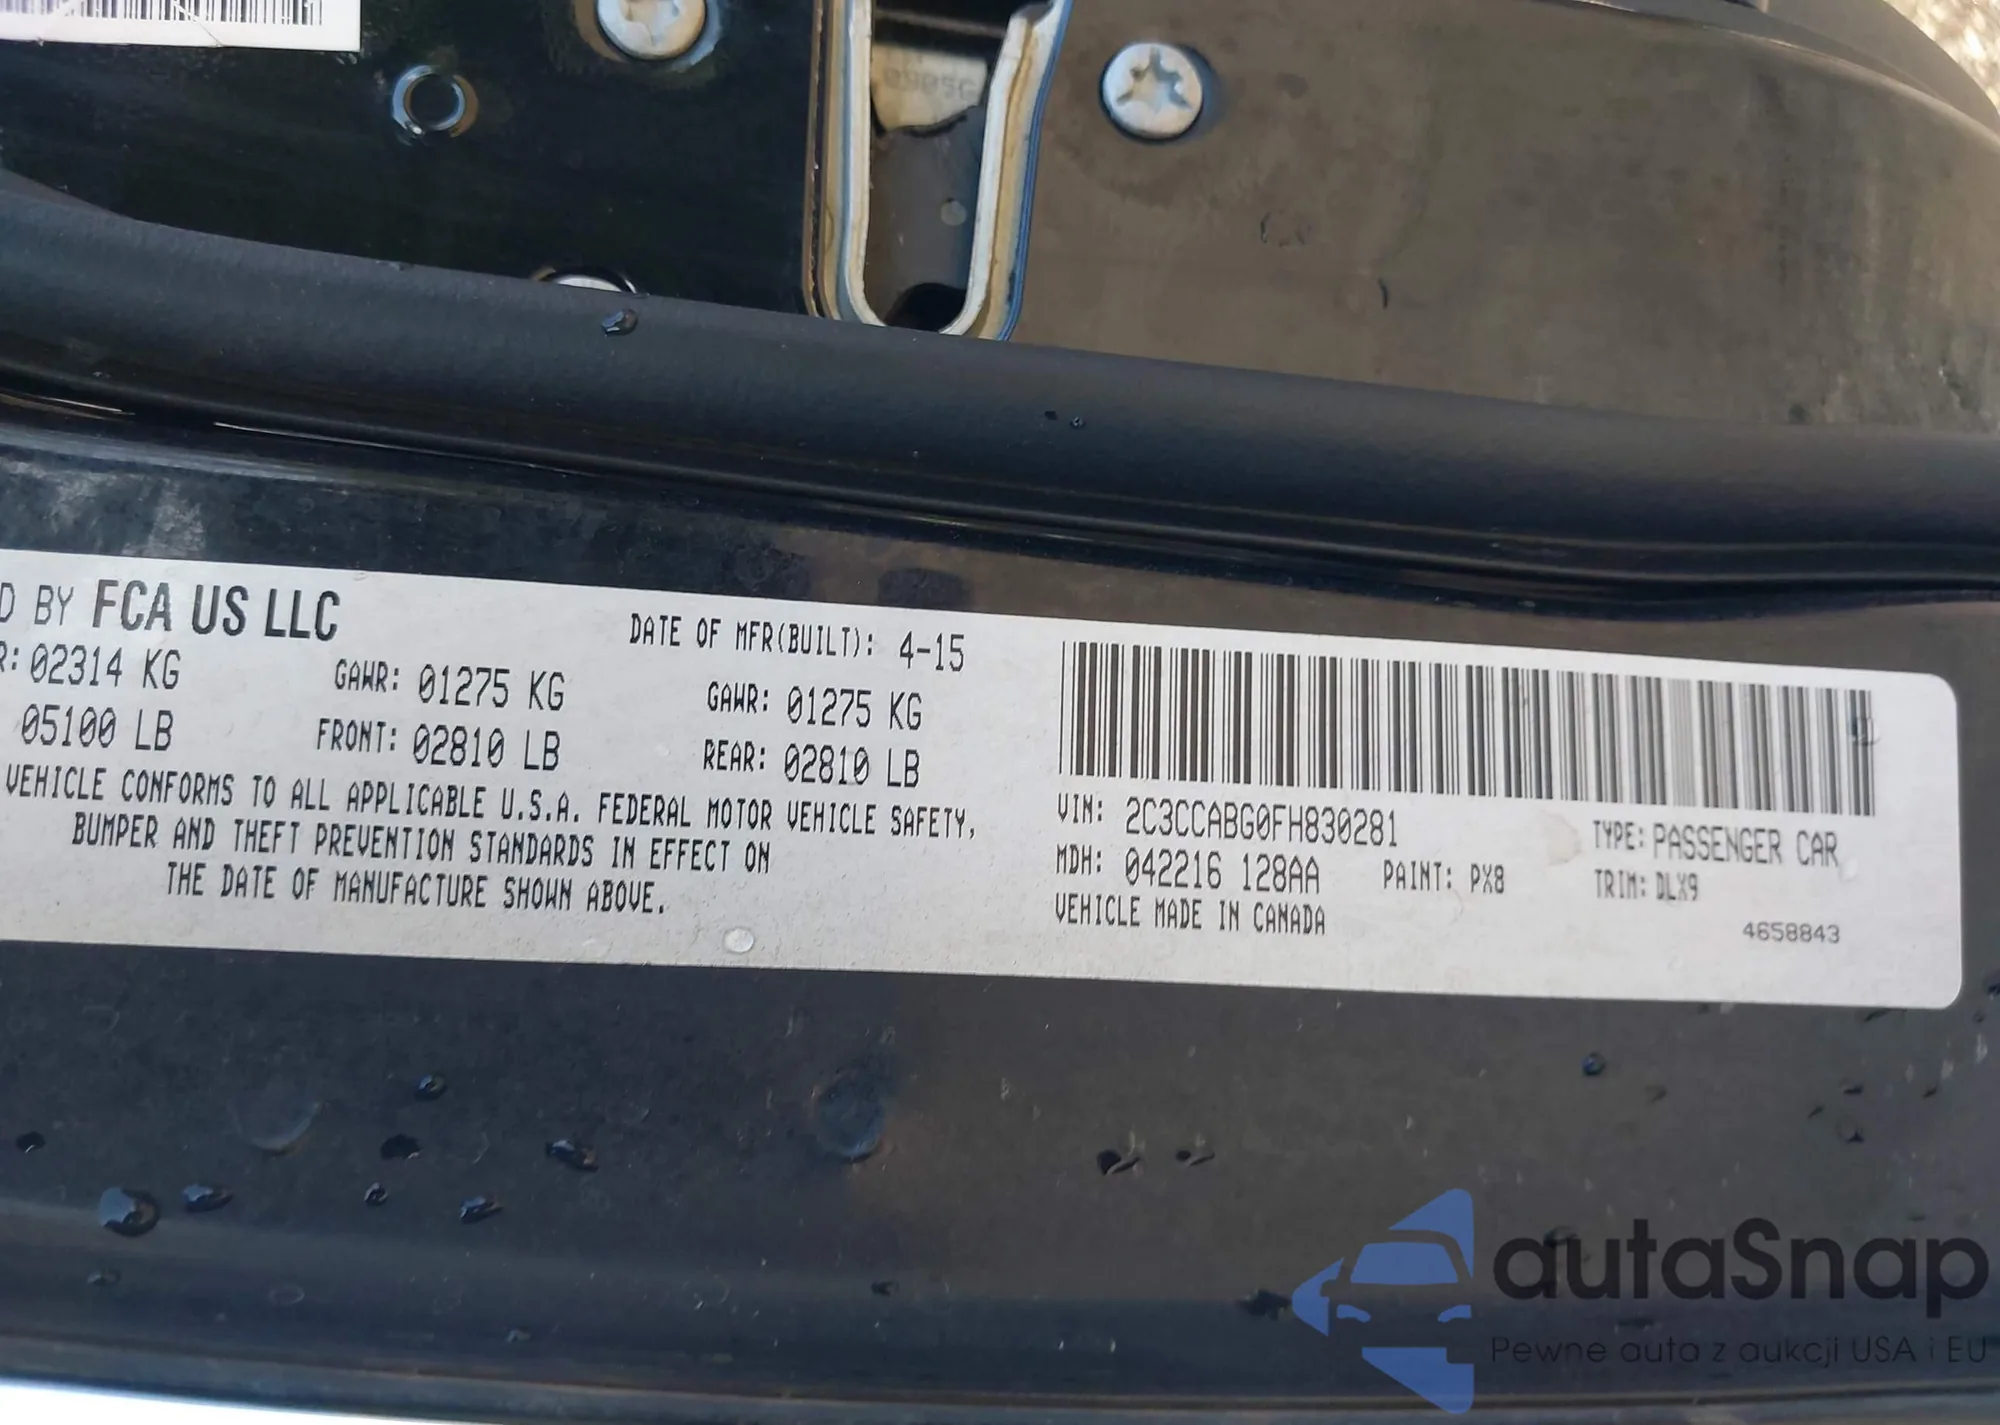 D BY FCA US LLC
DATE OF MFR(BUILT): 4-15
R: 02314 KG GAWR: 01275 KG GAWR: 01275 KG
05100 LB FRONT: 02810 LB REAR: 02810 LB
VEHICLE CONFORMS TO ALL APPLICABLE U.S.A. FEDERAL MOTOR VEHICLE SAFETY,
BUMPER AND THEFT PREVENTION STANDARDS IN EFFECT ON
THE DATE OF MANUFACTURE SHOWN ABOVE.
VIN: 2C3CCABG0FH830281 TYPE: PASSENGER CAR
MDH: 042216 128AA PAINT: PX8 TRIM: DLX9
VEHICLE MADE IN CANADA
4658843
autaSnap
Pewne auta z aukcji USA i EU